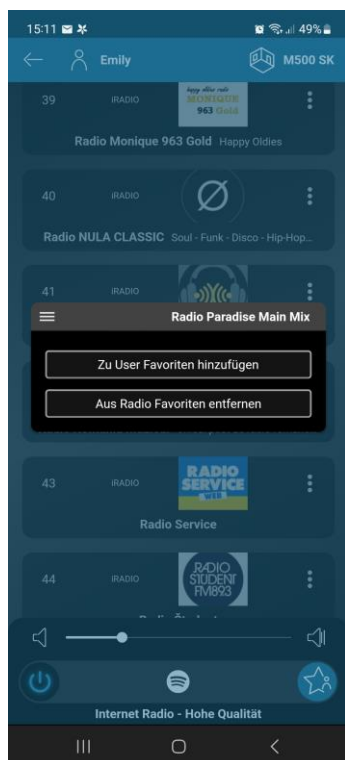 15:11
49%
Emily
M500 SK
39
iRADIO
happy oldies radio
MONIQUE
963 Gold
Radio Monique 963 Gold Happy Oldies
40
iRADIO
Radio NULA CLASSIC Soul - Funk - Disco - Hip-Hop...
41
iRADIO
Radio Paradise Main Mix
Zu User Favoriten hinzufügen
Aus Radio Favoriten entfernen
43
iRADIO
RADIO
SERVICE
WEB
Radio Service
44
iRADIO
RADIO
ŠTUDENT
FM89,3
Internet Radio - Hohe Qualität